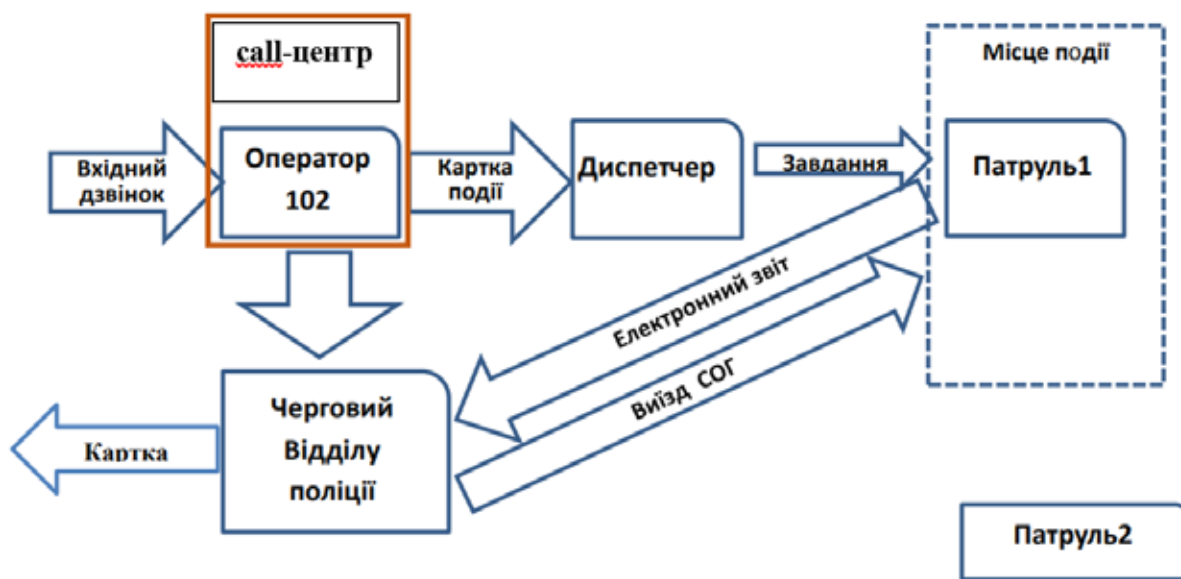 call-центр
Місце події
Вхідний
дзвінок
Оператор
102
Картка
події
Диспетчер
Завдання
Патруль1
Електронний звіт
Виїзд СОГ
Черговий
Відділу
поліції
Картка
Патруль2